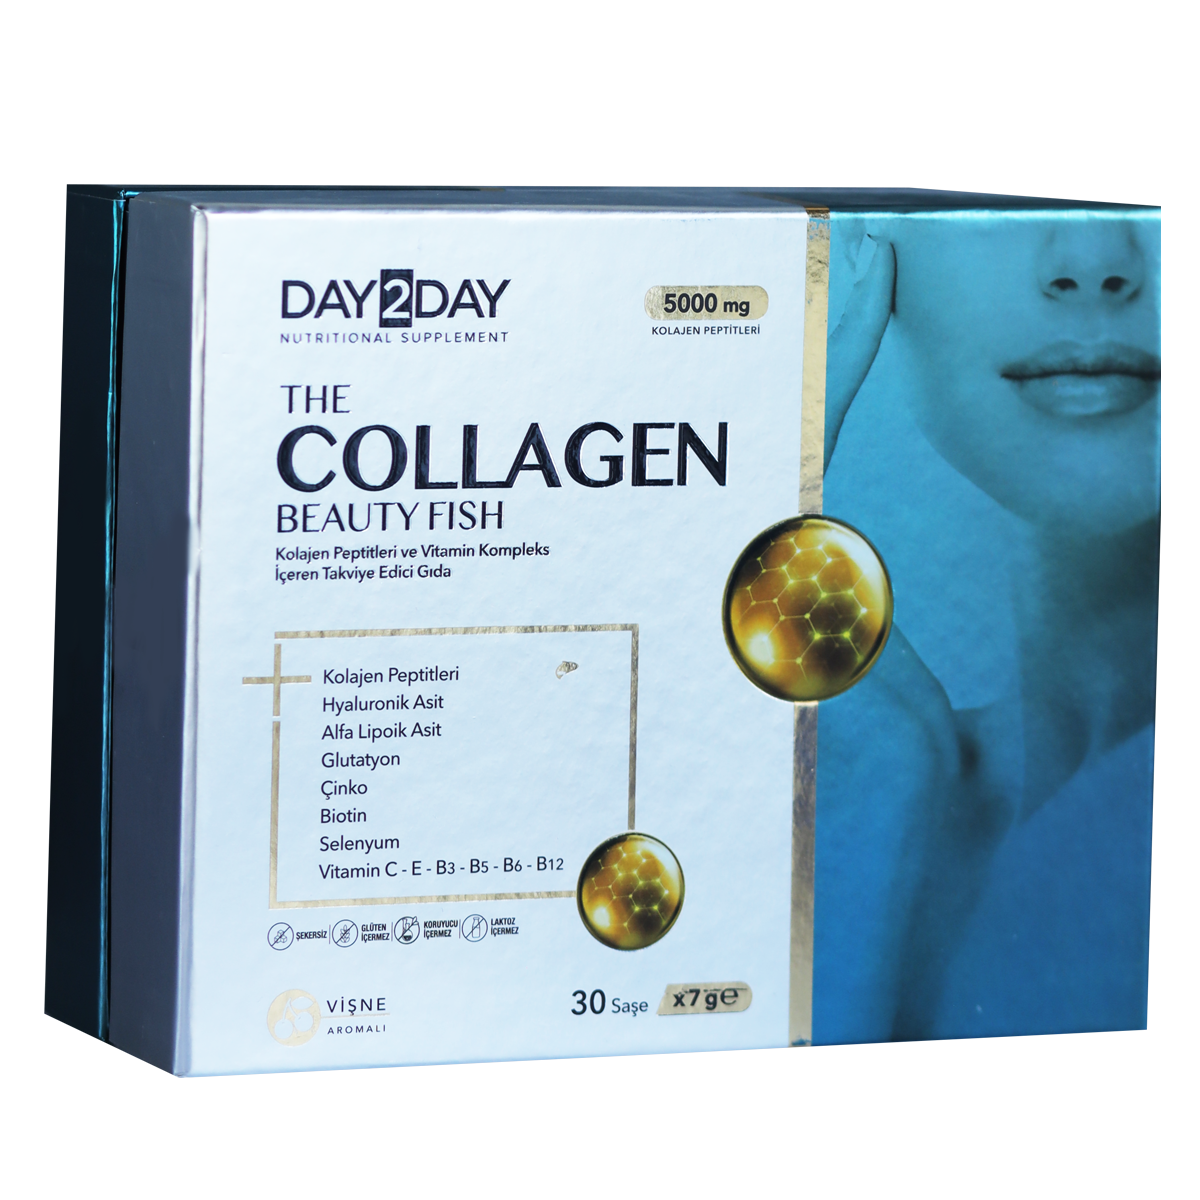 DAY2DAY
NUTRITIONAL SUPPLEMENT
5000 mg
KOLAJEN PEPTİTLERİ
THE
COLLAGEN
BEAUTY FISH
Kolajen Peptitleri ve Vitamin Kompleks
İçeren Takviye Edici Gıda
Kolajen Peptitleri
Hyaluronik Asit
Alfa Lipoik Asit
Glutatyon
Çinko
Biotin
Selenyum
Vitamin C - E - B3 - B5 - B6 - B12
ŞEKERSİZ
GLÜTEN
İÇERMEZ
KORUYUCU
İÇERMEZ
LAKTOZ
İÇERMEZ
VİŞNE
AROMALI
30 Saşe x7 g℮